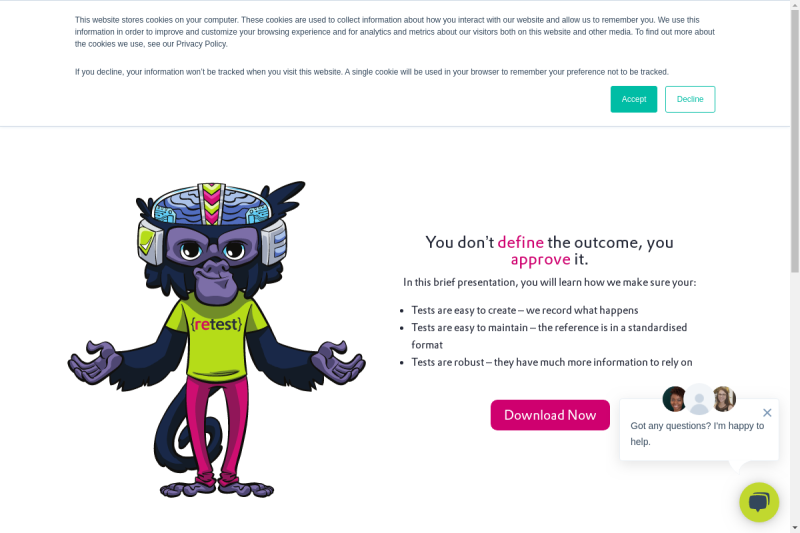 This website stores cookies on your computer. These cookies are used to collect information about how you interact with our website and allow us to remember you. We use this
information in order to improve and customize your browsing experience and for analytics and metrics about our visitors both on this website and other media. To find out more about
the cookies we use, see our Privacy Policy.
If you decline, your information won't be tracked when you visit this website. A single cookie will be used in your browser to remember your preference not to be tracked.
Accept
Decline
{retest}
You don't define the outcome, you
approve it.
In this brief presentation, you will learn how we make sure your:
• Tests are easy to create – we record what happens
• Tests are easy to maintain – the reference is in a standardised
format
• Tests are robust – they have much more information to rely on
Download Now
Got any questions? I'm happy to
help.